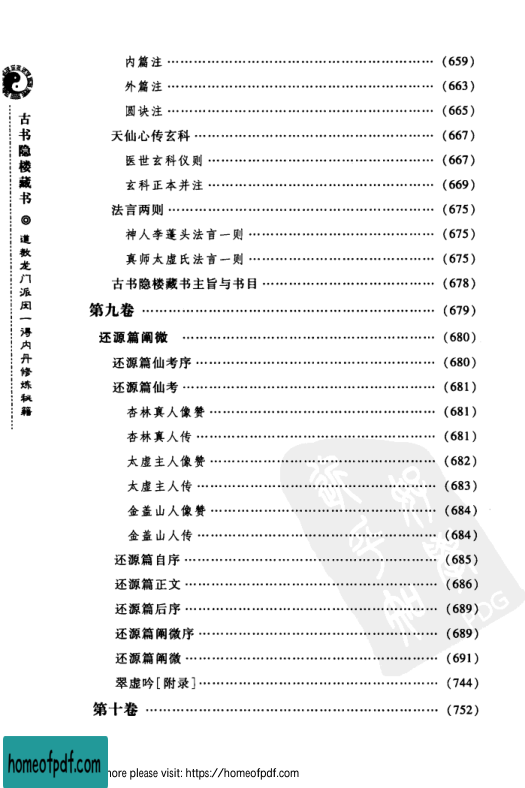 内篇注……(659)
外篇注……(663)
圆诀注……(665)
天仙心传玄科……(667)
医世玄科仪则……(667)
玄科正本并注……(669)
法言两则……(675)
神人李蓬头法言一则……(675)
真师太虚氏法言一则……(675)
古书隐楼藏书主旨与书目……(678)
第九卷……(679)
还源篇阐微……(680)
还源篇仙考序……(680)
还源篇仙考……(681)
杏林真人像赞……(681)
杏林真人传……(681)
太虚主人像赞……(682)
太虚主人传……(683)
金盖山人像赞……(684)
金盖山人传……(684)
还源篇自序……(685)
还源篇正文……(686)
还源篇后序……(689)
还源篇阐微序……(689)
还源篇阐微……(691)
翠虚吟[附录]……(744)
第十卷……(752)
古书隐楼藏书◎道教龙门派闵一得内丹修炼秘籍
PDG
homeofpdf.com
more please visit: https://homeofpdf.com